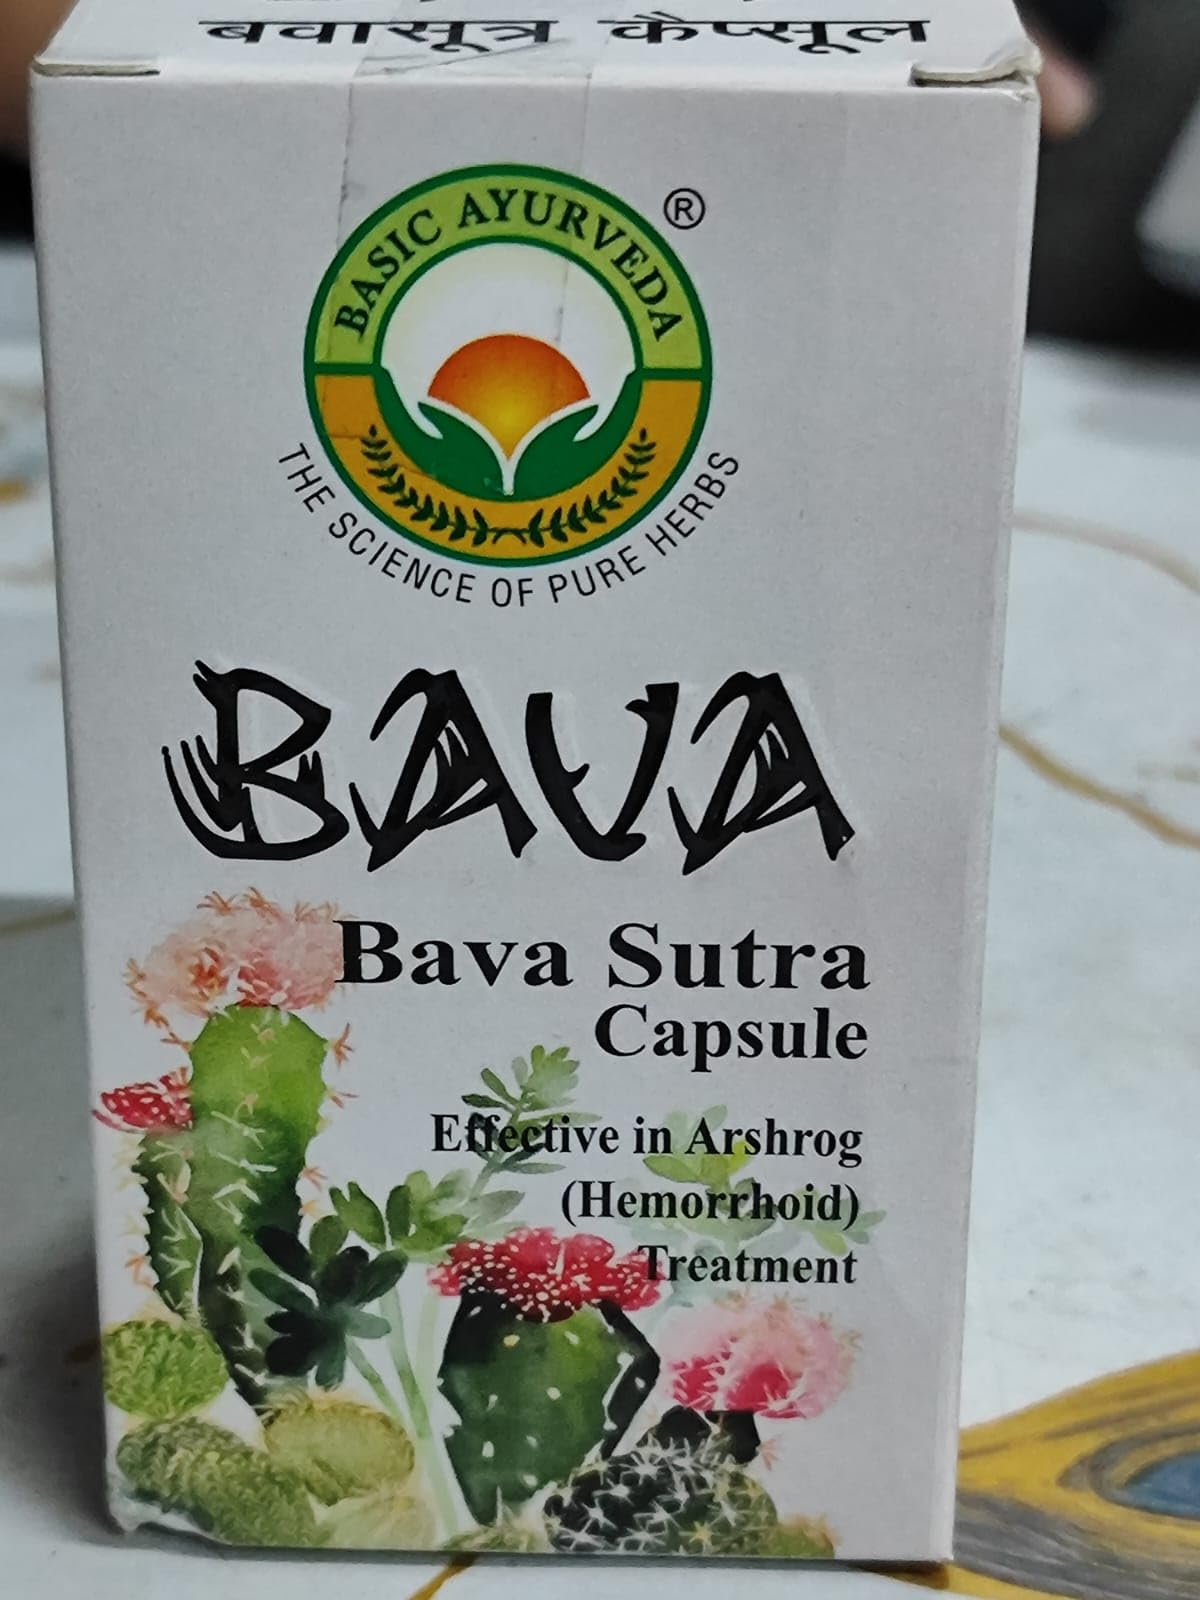 बवासूत्र कैप्सूल
BASIC AYURVEDA ®
THE SCIENCE OF PURE HERBS
BAVA
Bava Sutra
Capsule
Effective in Arshrog
(Hemorrhoid)
Treatment